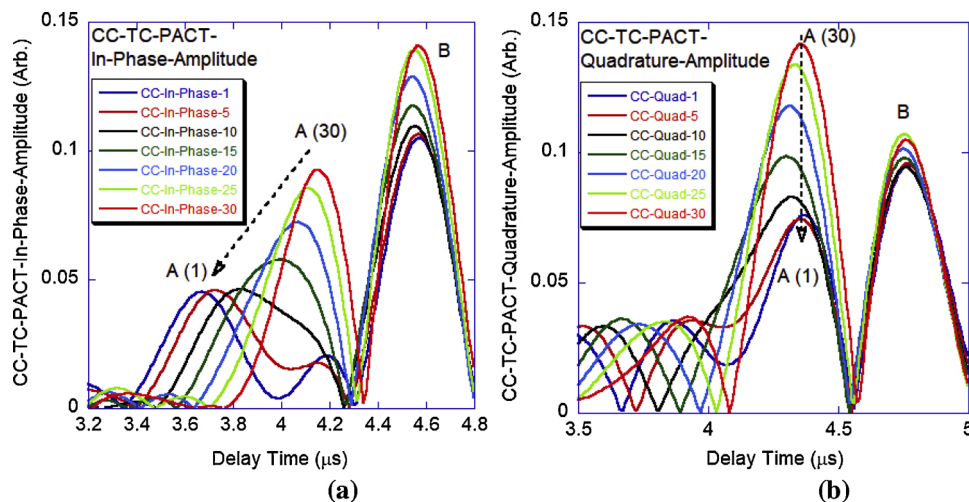 0.15
CC-TC-PACT-
In-Phase-Amplitude
CC-In-Phase-1
CC-In-Phase-5
CC-In-Phase-10
CC-In-Phase-15
CC-In-Phase-20
CC-In-Phase-25
CC-In-Phase-30
A (30)
B
A (1)
0.1
0.05
0
3.2 3.4 3.6 3.8 4 4.2 4.4 4.6 4.8
CC-TC-PACT-In-Phase-Amplitude (Arb.)
Delay Time (µs)
(a)
0.15
CC-TC-PACT-
Quadrature-Amplitude
CC-Quad-1
CC-Quad-5
CC-Quad-10
CC-Quad-15
CC-Quad-20
CC-Quad-25
CC-Quad-30
A (30)
B
A (1)
0.1
0.05
0
3.5 4 4.5 5
CC-TC-PACT-Quadrature-Amplitude (Arb.)
Delay Time (µs)
(b)